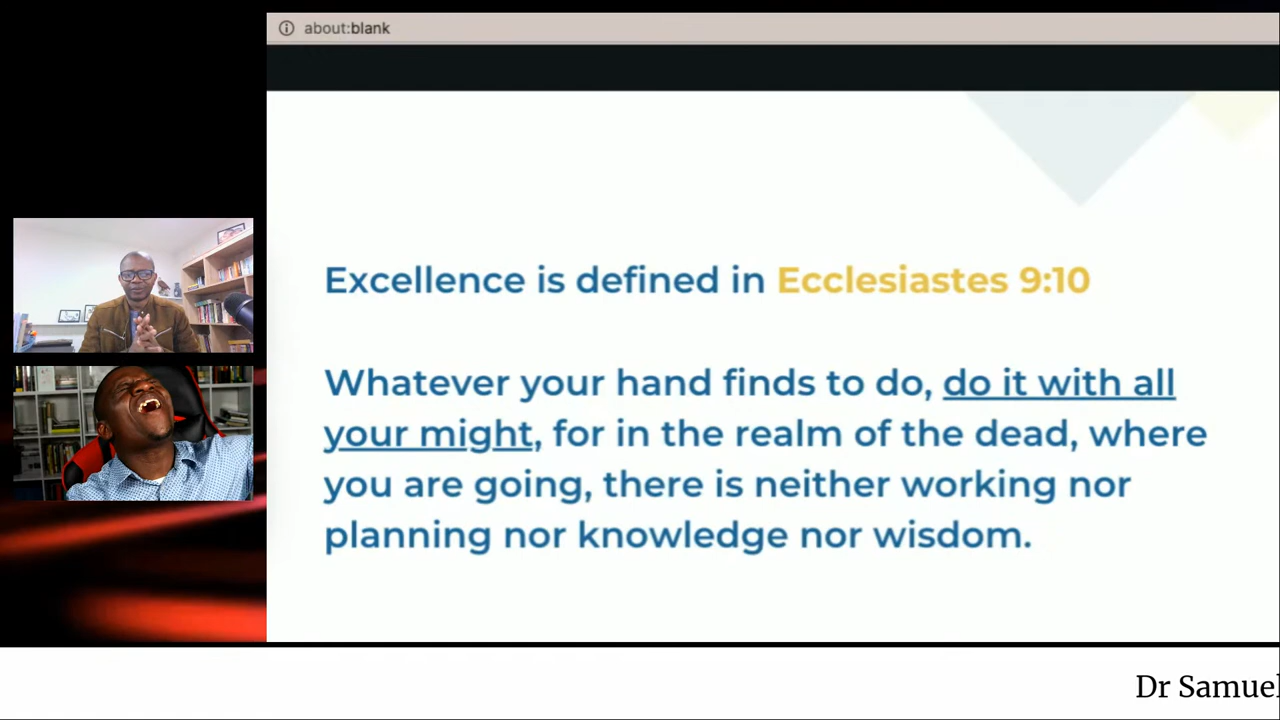 about:blank
Excellence is defined in Ecclesiastes 9:10
Whatever your hand finds to do, do it with all
your might, for in the realm of the dead, where
you are going, there is neither working nor
planning nor knowledge nor wisdom.
Dr Samuel